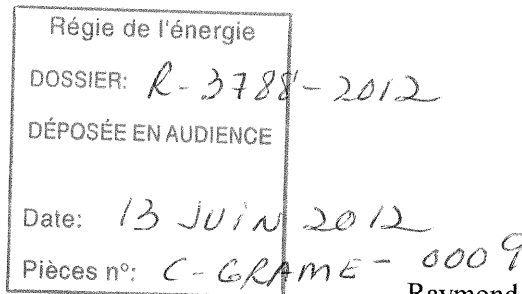 Régie de l'énergie
DOSSIER: R-3788-2012
DÉPOSÉE EN AUDIENCE
Date: 13 JUIN 2012
Pièces nº: C-GRAME-0009
Raymond